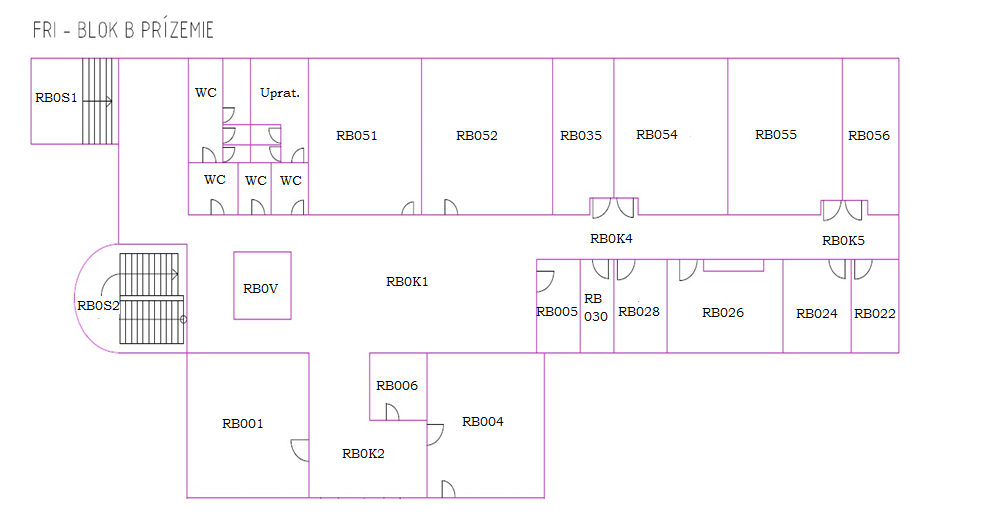 FRI - BLOK B PRÍZEMIE
RB0S1
WC
Uprat.
RB051
RB052
RB035
RB054
RB055
RB056
WC
WC
WC
RB0K4
RB0K5
RB0S2
RB0V
RB0K1
RB005
RB
030
RB028
RB026
RB024
RB022
RB006
RB001
RB004
RB0K2